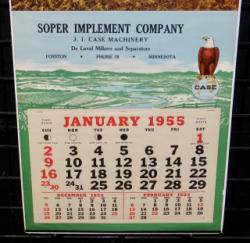 SOPER IMPLEMENT COMPANY
J. I. CASE MACHINERY
De Laval Milkers and Separators
FOSSTON - PHONE 78 - MINNESOTA
CASE
JANUARY 1955
SUN MON TUE WED THU FRI SAT
1
2 3 4 5 6 7 8
9 10 11 12 13 14 15
16 17 18 19 20 21 22
23 30 24 31 25 26 27 28 29
DECEMBER 1954 FEBRUARY 1955